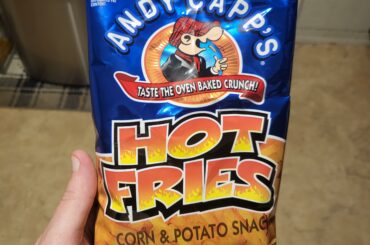 ANDY CAPP'S
TASTE THE OVEN BAKED CRUNCH!
HOT
FRIES
CORN & POTATO SNAC